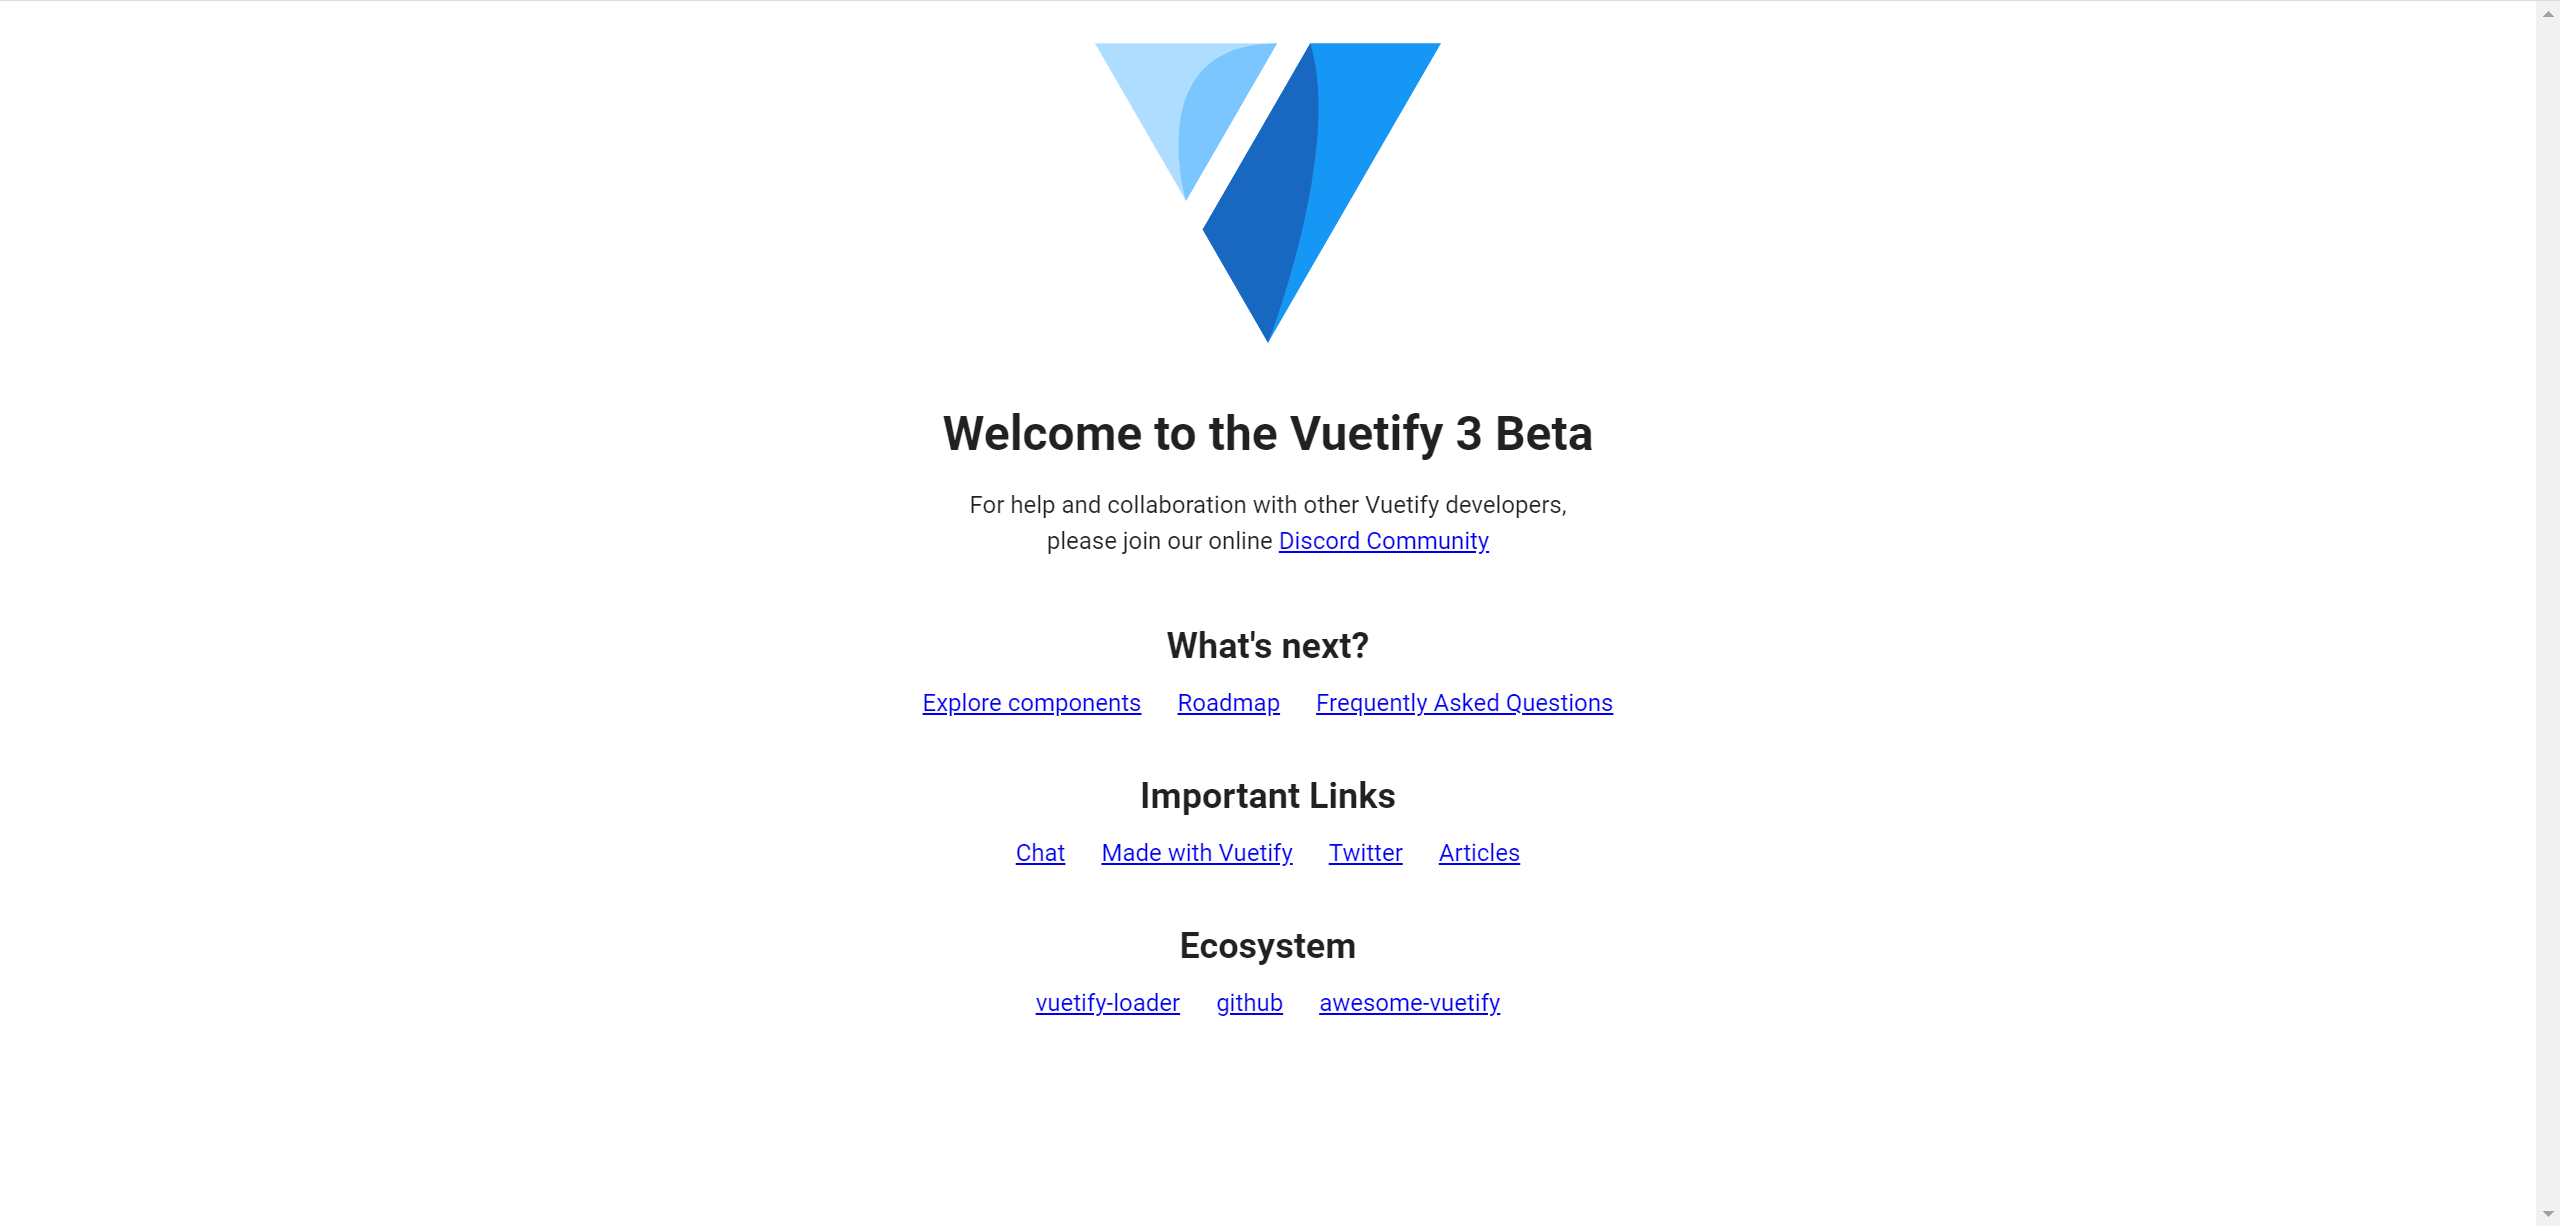 Welcome to the Vuetify 3 Beta
For help and collaboration with other Vuetify developers,
please join our online Discord Community
What's next?
Explore components Roadmap Frequently Asked Questions
Important Links
Chat Made with Vuetify Twitter Articles
Ecosystem
vuetify-loader github awesome-vuetify